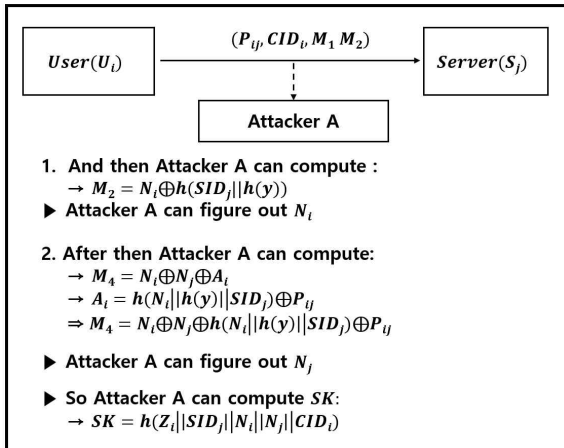 (P_ij, CID_i, M_1 M_2)
User(U_i)
Server(S_j)
Attacker A
1. And then Attacker A can compute :
→ M_2 = N_i⊕h(SID_j||h(y))
▶ Attacker A can figure out N_i
2. After then Attacker A can compute:
→ M_4 = N_i⊕N_j⊕A_i
→ A_i = h(N_i||h(y)||SID_j)⊕P_ij
⇒ M_4 = N_i⊕N_j⊕h(N_i||h(y)||SID_j)⊕P_ij
▶ Attacker A can figure out N_j
▶ So Attacker A can compute SK:
→ SK = h(Z_i||SID_j||N_i||N_j||CID_i)